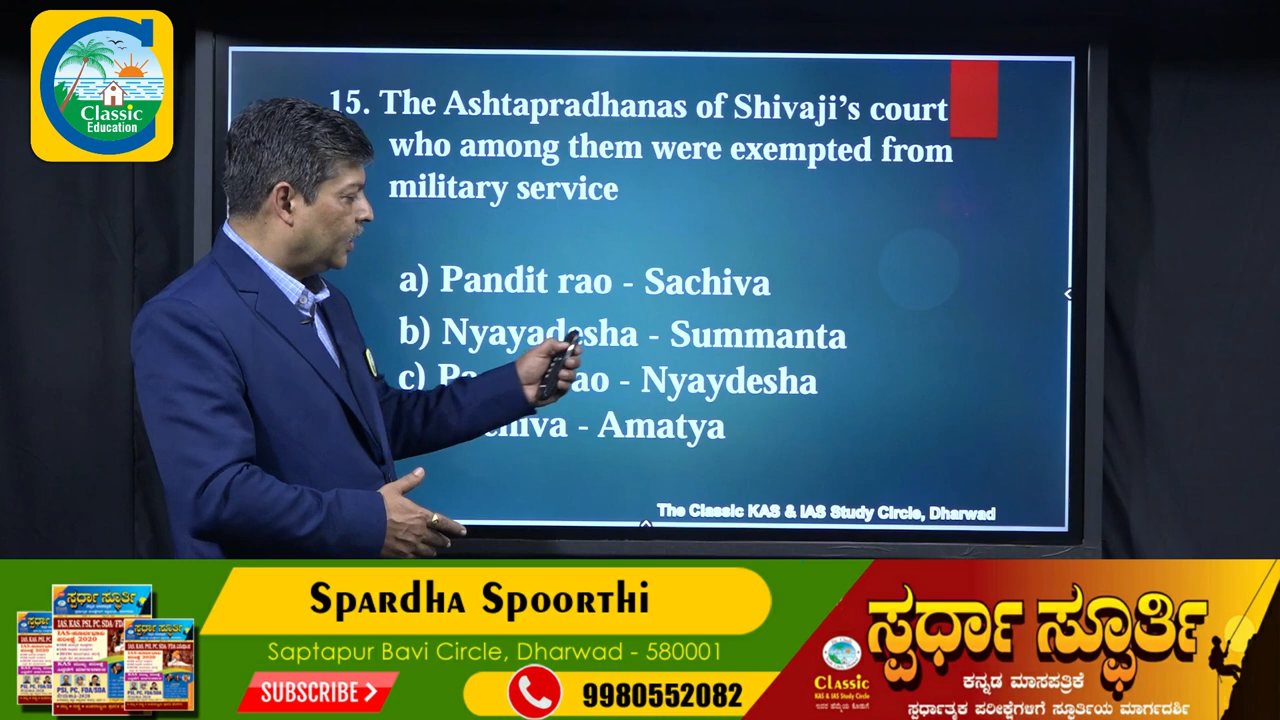 Classic
Education
15. The Ashtapradhanas of Shivaji's court
who among them were exempted from
military service
a) Pandit rao - Sachiva
b) Nyayadesha - Summanta
c) ao - Nyaydesha
- Amatya
The Classic KAS & IAS Study Circle, Dharwad
Spardha Spoorthi
Saptapur Bavi Circle, Dharwad - 580001
SUBSCRIBE
9980552082
ಸ್ಪರ್ಧಾ ಸ್ಫೂರ್ತಿ
Classic
KAS & IAS Study Circle
ಕನ್ನಡ ಮಾಸಪತ್ರಿಕೆ
ಸ್ಪರ್ಧಾತ್ಮಕ ಪರೀಕ್ಷೆಗಳಿಗೆ ಸ್ಫೂರ್ತಿಯ ಮಾರ್ಗದರ್ಶಿ
ಸ್ಪರ್ಧಾ ಸ್ಫೂರ್ತಿ